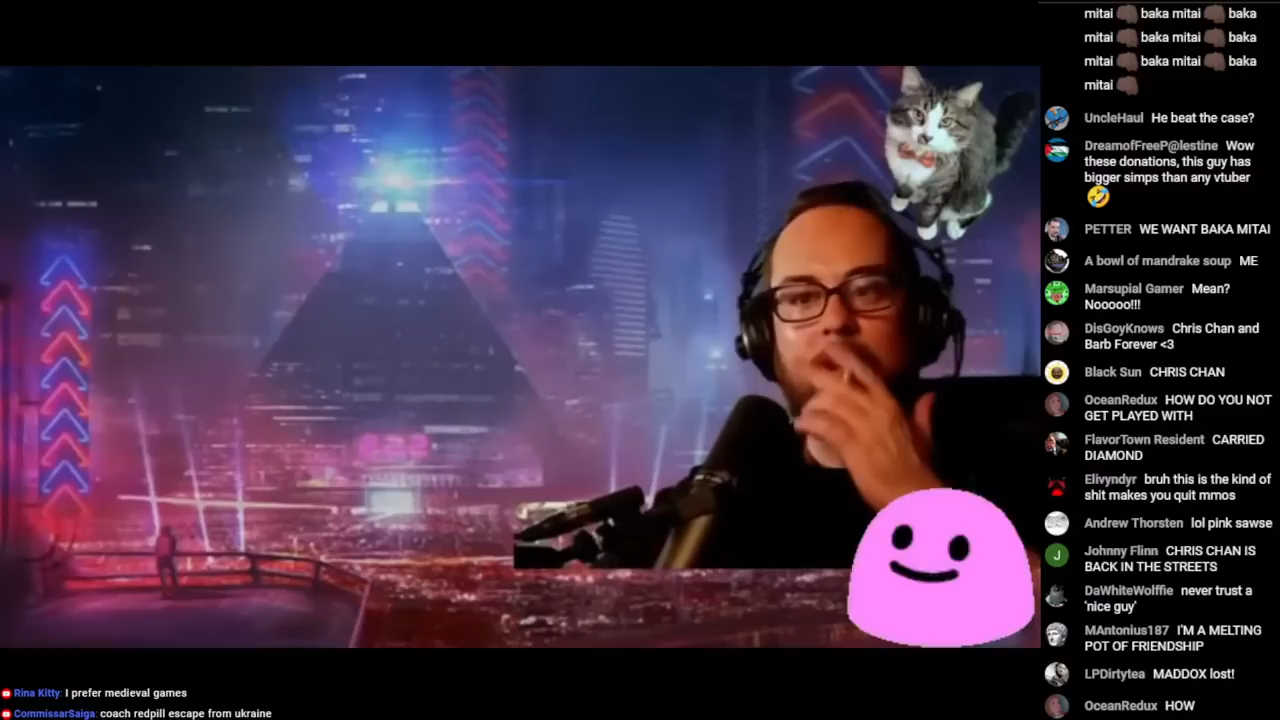 mitai baka mitai baka
mitai baka mitai baka
mitai baka mitai baka
mitai
UncleHaul He beat the case?
DreamofFreeP@lestine Wow
these donations, this guy has
bigger simps than any vtuber
PETTER WE WANT BAKA MITAI
A bowl of mandrake soup ME
Marsupial Gamer Mean?
Nooooo!!!
DisGoyKnows Chris Chan and
Barb Forever <3
Black Sun CHRIS CHAN
OceanRedux HOW DO YOU NOT
GET PLAYED WITH
FlavorTown Resident CARRIED
DIAMOND
Elivyndyr bruh this is the kind of
shit makes you quit mmos
Andrew Thorsten lol pink sawse
J Johnny Flinn CHRIS CHAN IS
BACK IN THE STREETS
DaWhiteWolffie never trust a
'nice guy'
MAntonius187 I'M A MELTING
POT OF FRIENDSHIP
LPDirtytea MADDOX lost!
OceanRedux HOW
Rina Kitty: I prefer medieval games
CommissarSaiga: coach redpill escape from ukraine